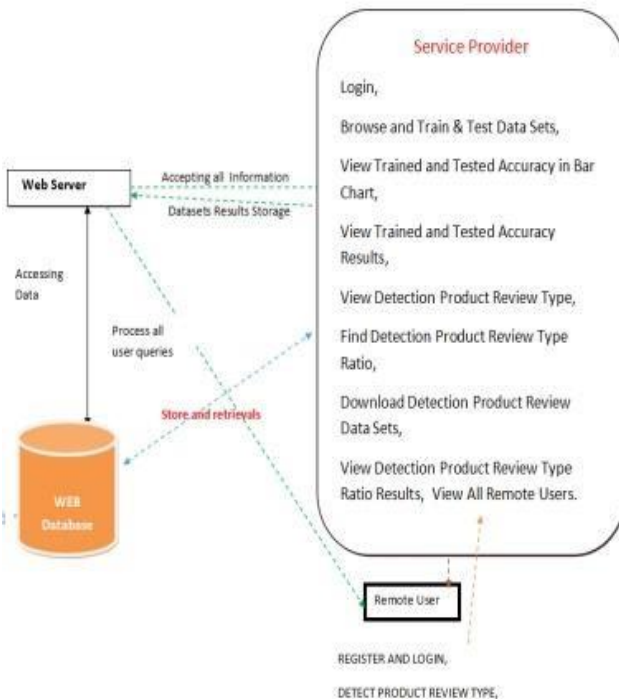 Service Provider
Login,
Browse and Train & Test Data Sets,
View Trained and Tested Accuracy in Bar
Chart,
View Trained and Tested Accuracy
Results,
View Detection Product Review Type,
Find Detection Product Review Type
Ratio,
Download Detection Product Review
Data Sets,
View Detection Product Review Type
Ratio Results, View All Remote Users.
Accepting all Information
Web Server
Datasets Results Storage
Accessing
Data
Process all
user queries
Store and retrievals
WEB
Database
Remote User
REGISTER AND LOGIN,
DETECT PRODUCT REVIEW TYPE,